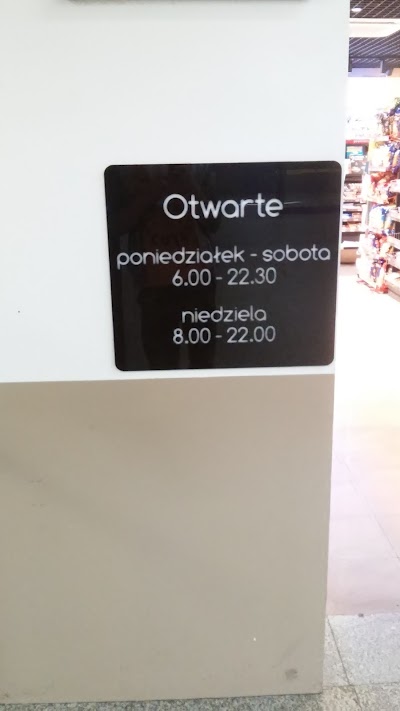 Otwarte
poniedziałek - sobota
6.00 - 22.30
niedziela
8.00 - 22.00